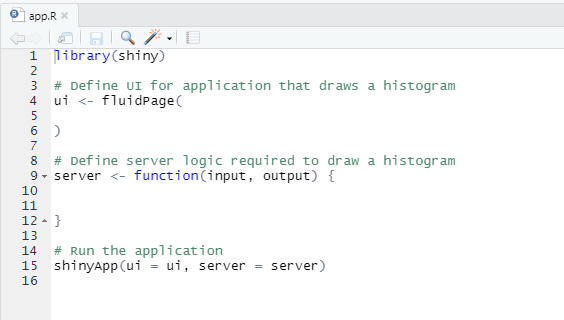 app.R
1 library(shiny)
2
3 # Define UI for application that draws a histogram
4 ui <- fluidPage(
5
6 )
7
8 # Define server logic required to draw a histogram
9 server <- function(input, output) {
10
11
12 }
13
14 # Run the application
15 shinyApp(ui = ui, server = server)
16